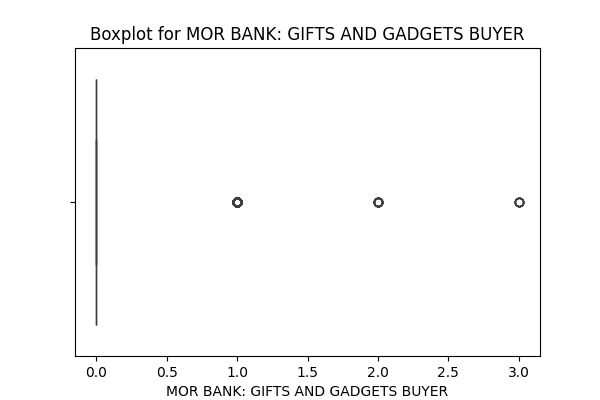 Boxplot for MOR BANK: GIFTS AND GADGETS BUYER
0.0 0.5 1.0 1.5 2.0 2.5 3.0
MOR BANK: GIFTS AND GADGETS BUYER